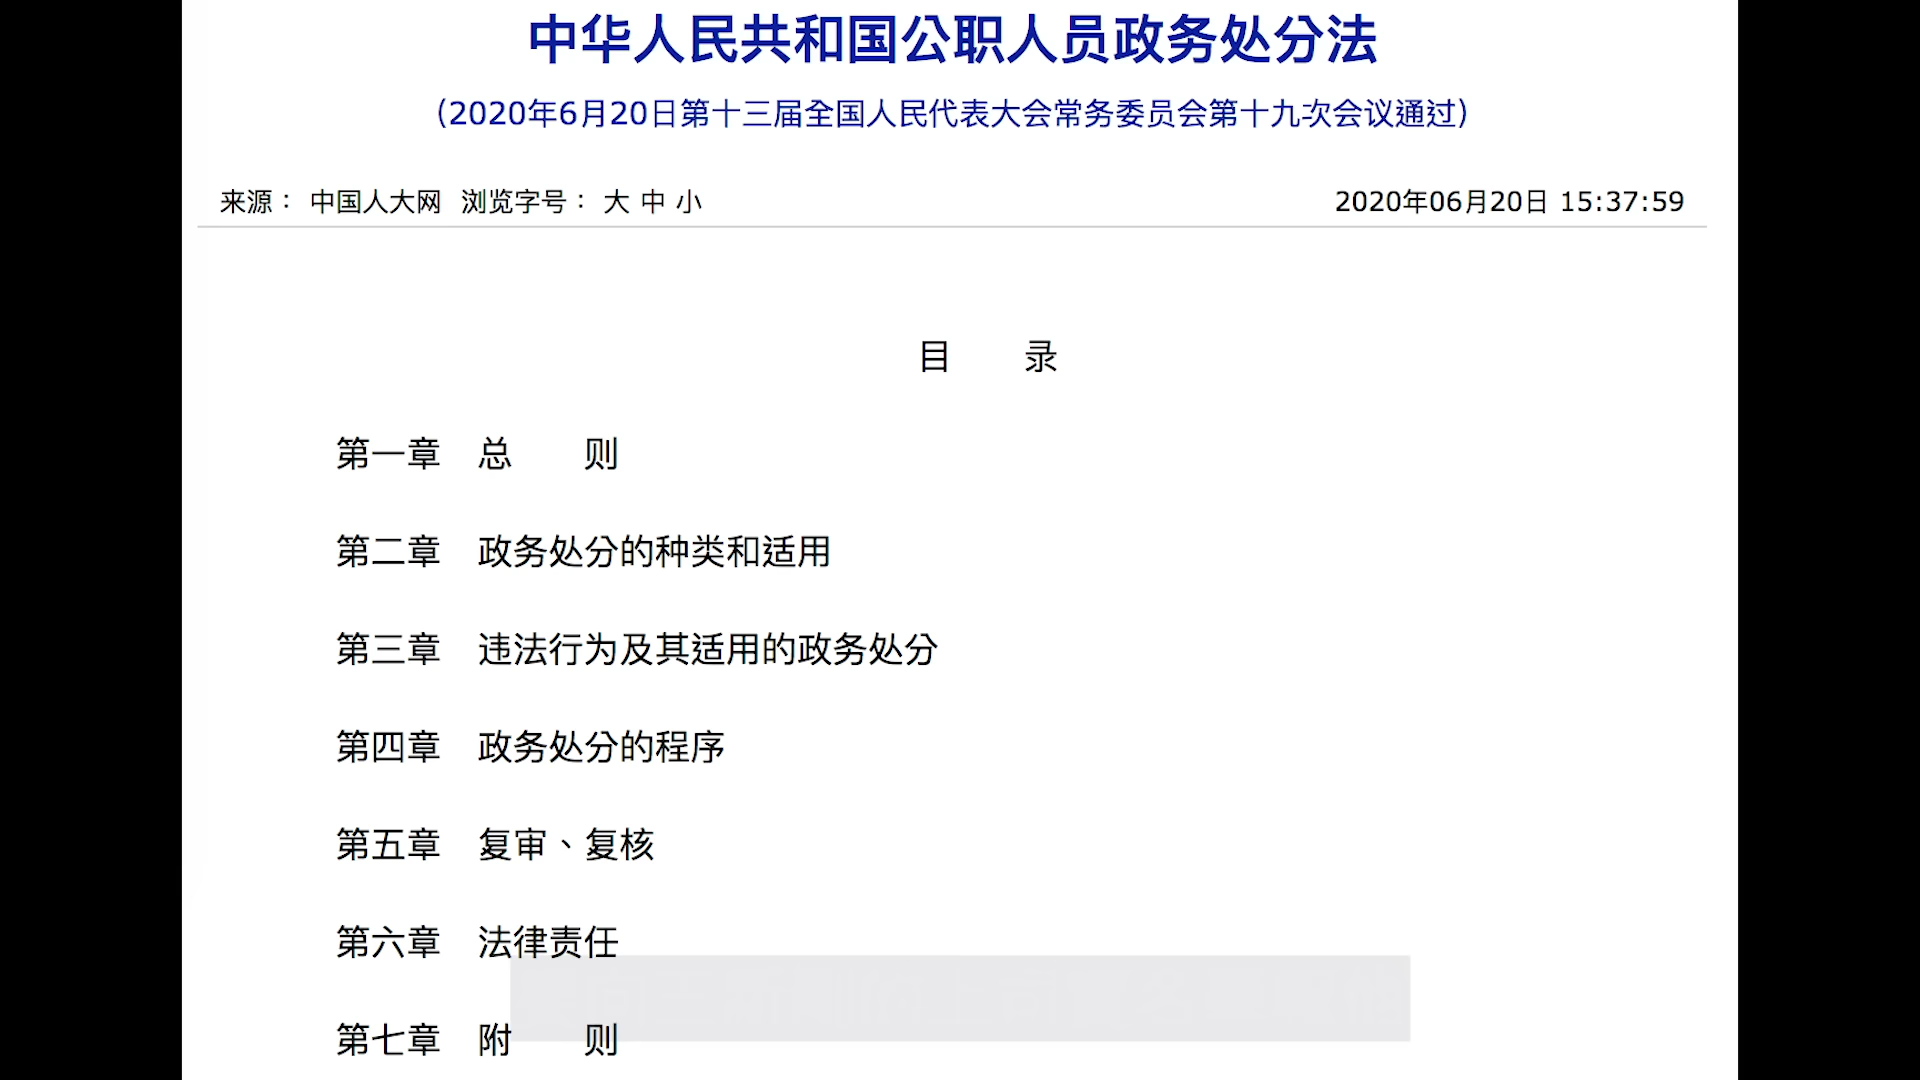 中华人民共和国公职人员政务处分法
(2020年6月20日第十三届全国人民代表大会常务委员会第十九次会议通过)
来源： 中国人大网 浏览字号： 大 中 小 2020年06月20日 15:37:59
目 录
第一章 总 则
第二章 政务处分的种类和适用
第三章 违法行为及其适用的政务处分
第四章 政务处分的程序
第五章 复审、复核
第六章 法律责任
第七章 附 则